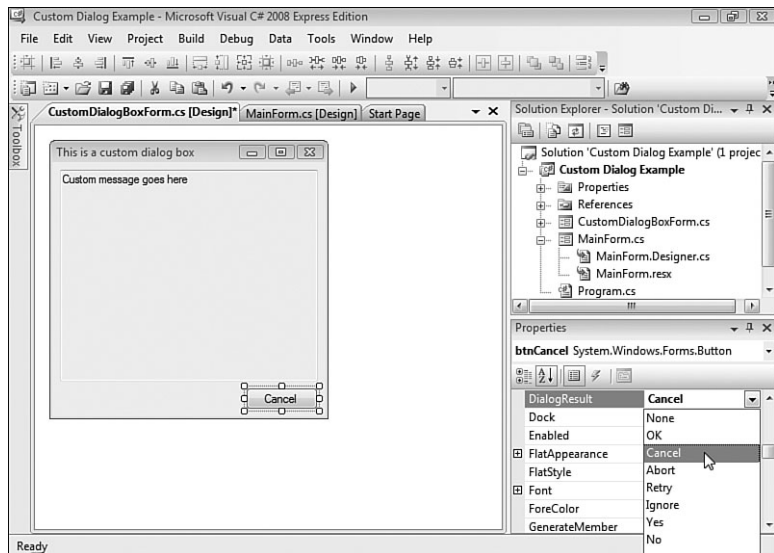 Custom Dialog Example - Microsoft Visual C# 2008 Express Edition
File Edit View Project Build Debug Data Tools Window Help
Toolbox
CustomDialogBoxForm.cs [Design]* MainForm.cs [Design] Start Page
This is a custom dialog box
Custom message goes here
Cancel
Solution Explorer - Solution 'Custom Di...
Solution 'Custom Dialog Example' (1 projec
Custom Dialog Example
Properties
References
CustomDialogBoxForm.cs
MainForm.cs
MainForm.Designer.cs
MainForm.resx
Program.cs
Properties
btnCancel System.Windows.Forms.Button
DialogResult Cancel
Dock None
Enabled OK
FlatAppearance Cancel
FlatStyle Abort
Font Retry
ForeColor Ignore
GenerateMember Yes
No
Ready